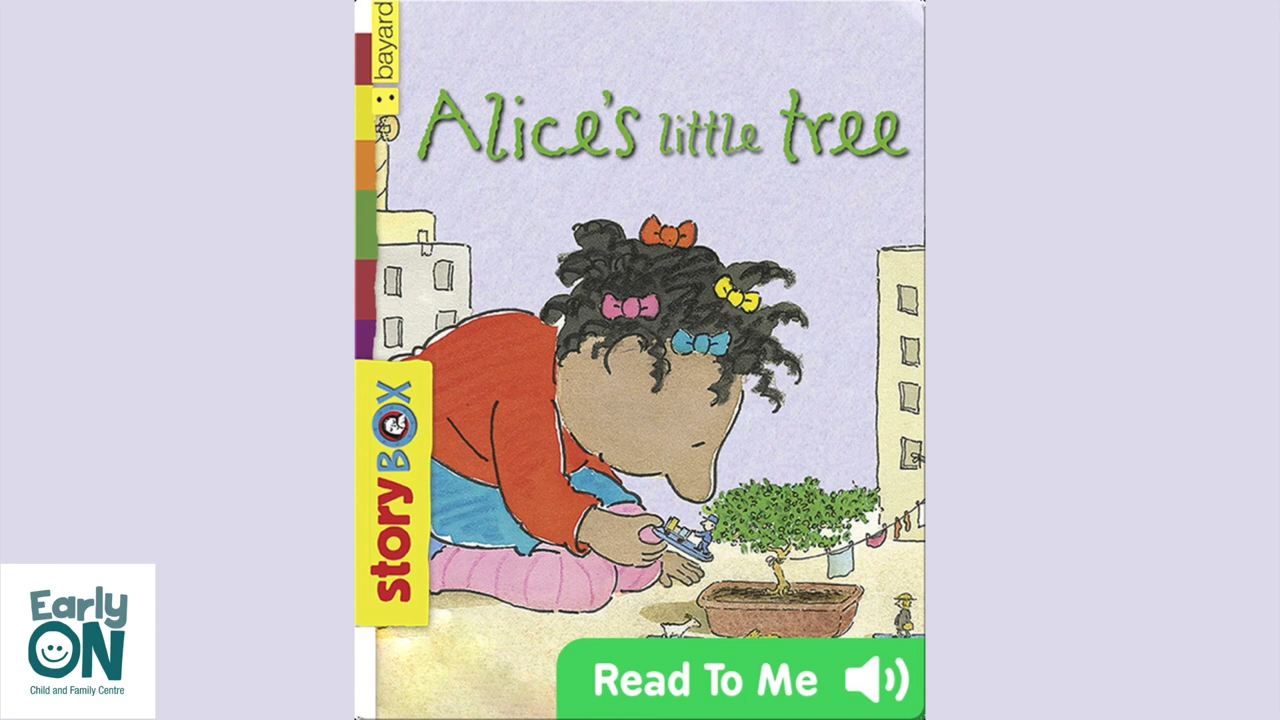 :bayard
Alice's little tree
storyBOX
Read To Me
Early
ON
Child and Family Centre